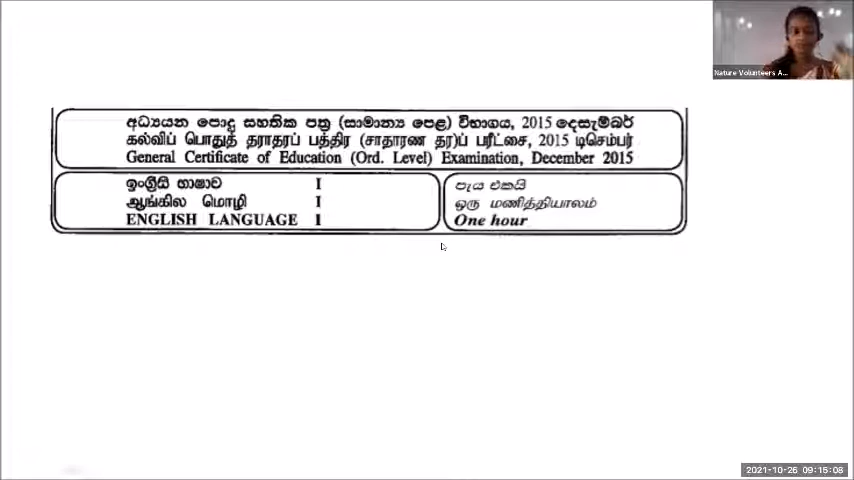 Nature Volunteers A...
අධ්‍යයන පොදු සහතික පත්‍ර (සාමාන්‍ය පෙළ) විභාගය, 2015 දෙසැම්බර්
கல்விப் பொதுத் தராதரப் பத்திர (சாதாரண தர)ப் பரீட்சை, 2015 டிசெம்பர்
General Certificate of Education (Ord. Level) Examination, December 2015
ඉංග්‍රීසි භාෂාව I
ஆங்கில மொழி I
ENGLISH LANGUAGE I
පැය එකයි
ஒரு மணித்தியாலம்
One hour
2021-10-26 09:15:08